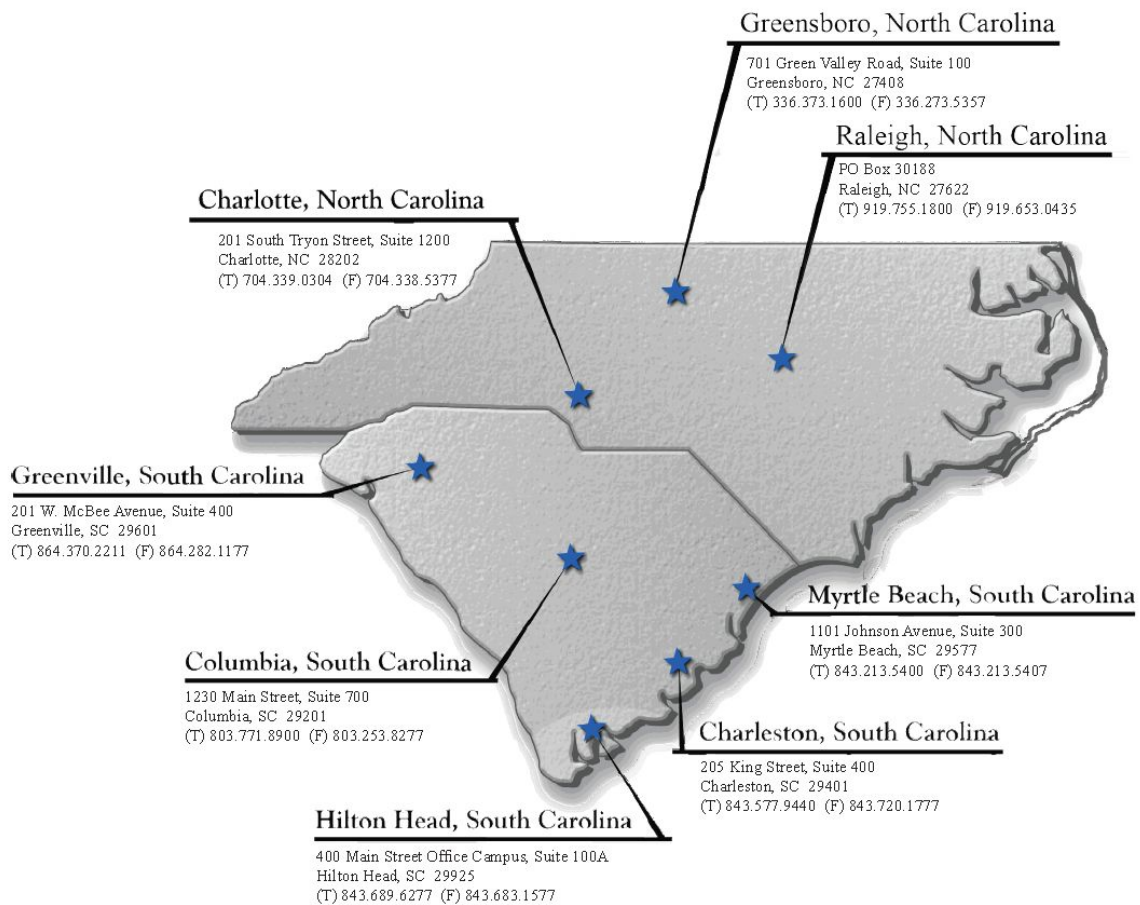 Greensboro, North Carolina
701 Green Valley Road, Suite 100
Greensboro, NC 27408
(T) 336.373.1600 (F) 336.273.5357
Raleigh, North Carolina
PO Box 30188
Raleigh, NC 27622
(T) 919.755.1800 (F) 919.653.0435
Charlotte, North Carolina
201 South Tryon Street, Suite 1200
Charlotte, NC 28202
(T) 704.339.0304 (F) 704.338.5377
Greenville, South Carolina
201 W. McBee Avenue, Suite 400
Greenville, SC 29601
(T) 864.370.2211 (F) 864.282.1177
Myrtle Beach, South Carolina
1101 Johnson Avenue, Suite 300
Myrtle Beach, SC 29577
(T) 843.213.5400 (F) 843.213.5407
Columbia, South Carolina
1230 Main Street, Suite 700
Columbia, SC 29201
(T) 803.771.8900 (F) 803.253.8277
Charleston, South Carolina
205 King Street, Suite 400
Charleston, SC 29401
(T) 843.577.9440 (F) 843.720.1777
Hilton Head, South Carolina
400 Main Street Office Campus, Suite 100A
Hilton Head, SC 29925
(T) 843.689.6277 (F) 843.683.1577